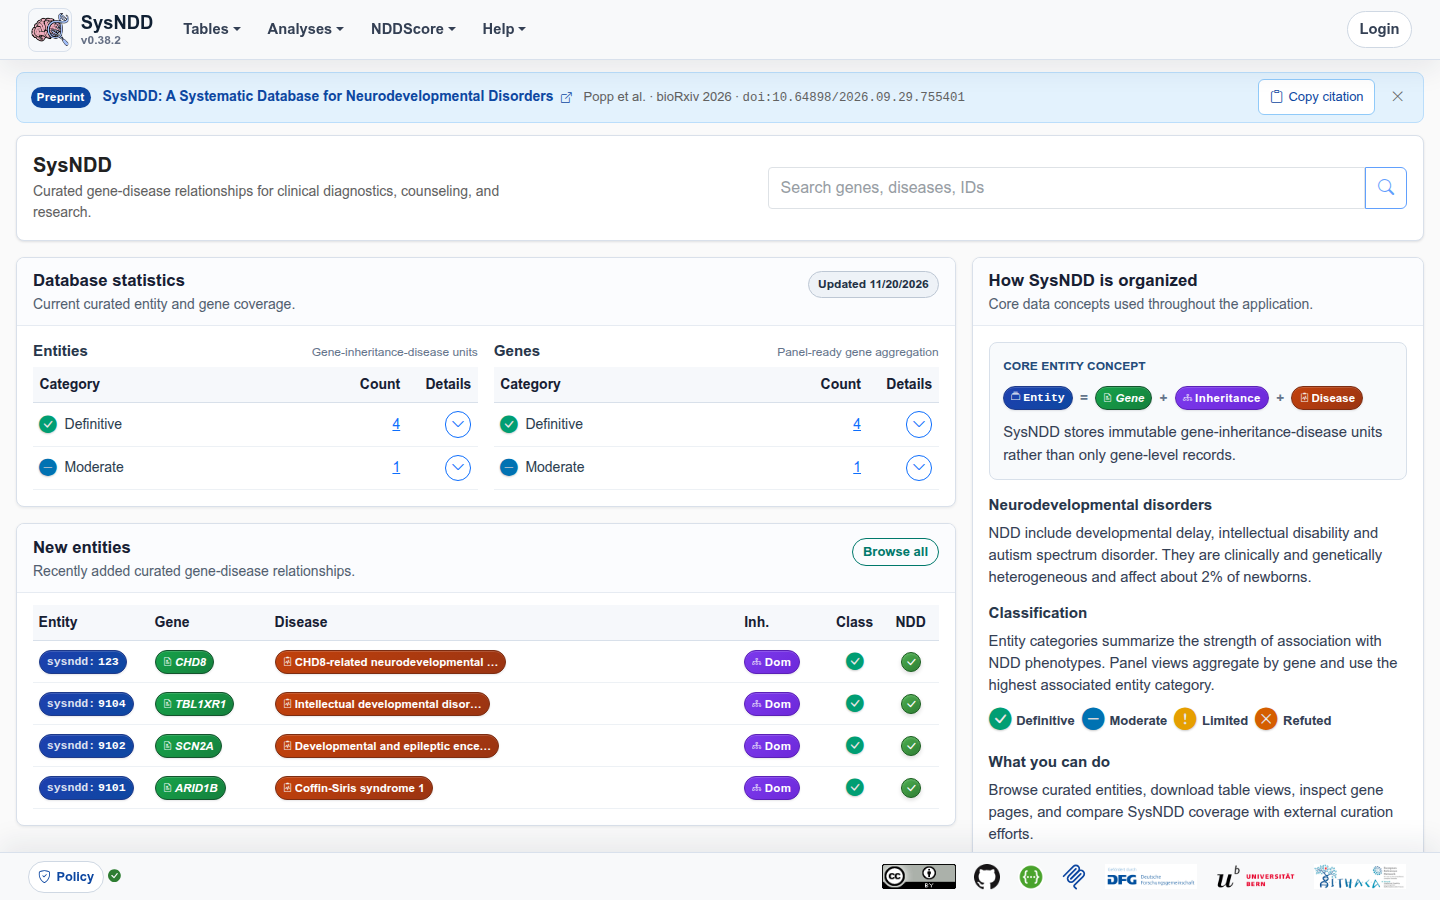 SysNDD
v0.38.2
Tables
Analyses
NDDScore
Help
Login
Preprint
SysNDD: A Systematic Database for Neurodevelopmental Disorders
Popp et al. · bioRxiv 2026 · doi:10.64898/2026.09.29.755401
Copy citation
SysNDD
Curated gene-disease relationships for clinical diagnostics, counseling, and
research.
Search genes, diseases, IDs
Database statistics
Current curated entity and gene coverage.
Updated 11/20/2026
Entities
Gene-inheritance-disease units
Category Count Details
Definitive 4
Moderate 1
Genes
Panel-ready gene aggregation
Category Count Details
Definitive 4
Moderate 1
New entities
Recently added curated gene-disease relationships.
Browse all
Entity Gene Disease Inh. Class NDD
sysndd:123 CHD8 CHD8-related neurodevelopmental ... Dom
sysndd:9104 TBL1XR1 Intellectual developmental disor... Dom
sysndd:9102 SCN2A Developmental and epileptic ence... Dom
sysndd:9101 ARID1B Coffin-Siris syndrome 1 Dom
How SysNDD is organized
Core data concepts used throughout the application.
CORE ENTITY CONCEPT
Entity = Gene + Inheritance + Disease
SysNDD stores immutable gene-inheritance-disease units
rather than only gene-level records.
Neurodevelopmental disorders
NDD include developmental delay, intellectual disability and
autism spectrum disorder. They are clinically and genetically
heterogeneous and affect about 2% of newborns.
Classification
Entity categories summarize the strength of association with
NDD phenotypes. Panel views aggregate by gene and use the
highest associated entity category.
Definitive Moderate Limited Refuted
What you can do
Browse curated entities, download table views, inspect gene
pages, and compare SysNDD coverage with external curation
efforts.
Policy
CC BY
DFG Deutsche
Forschungsgemeinschaft
u b UNIVERSITÄT
BERN
ITHACA